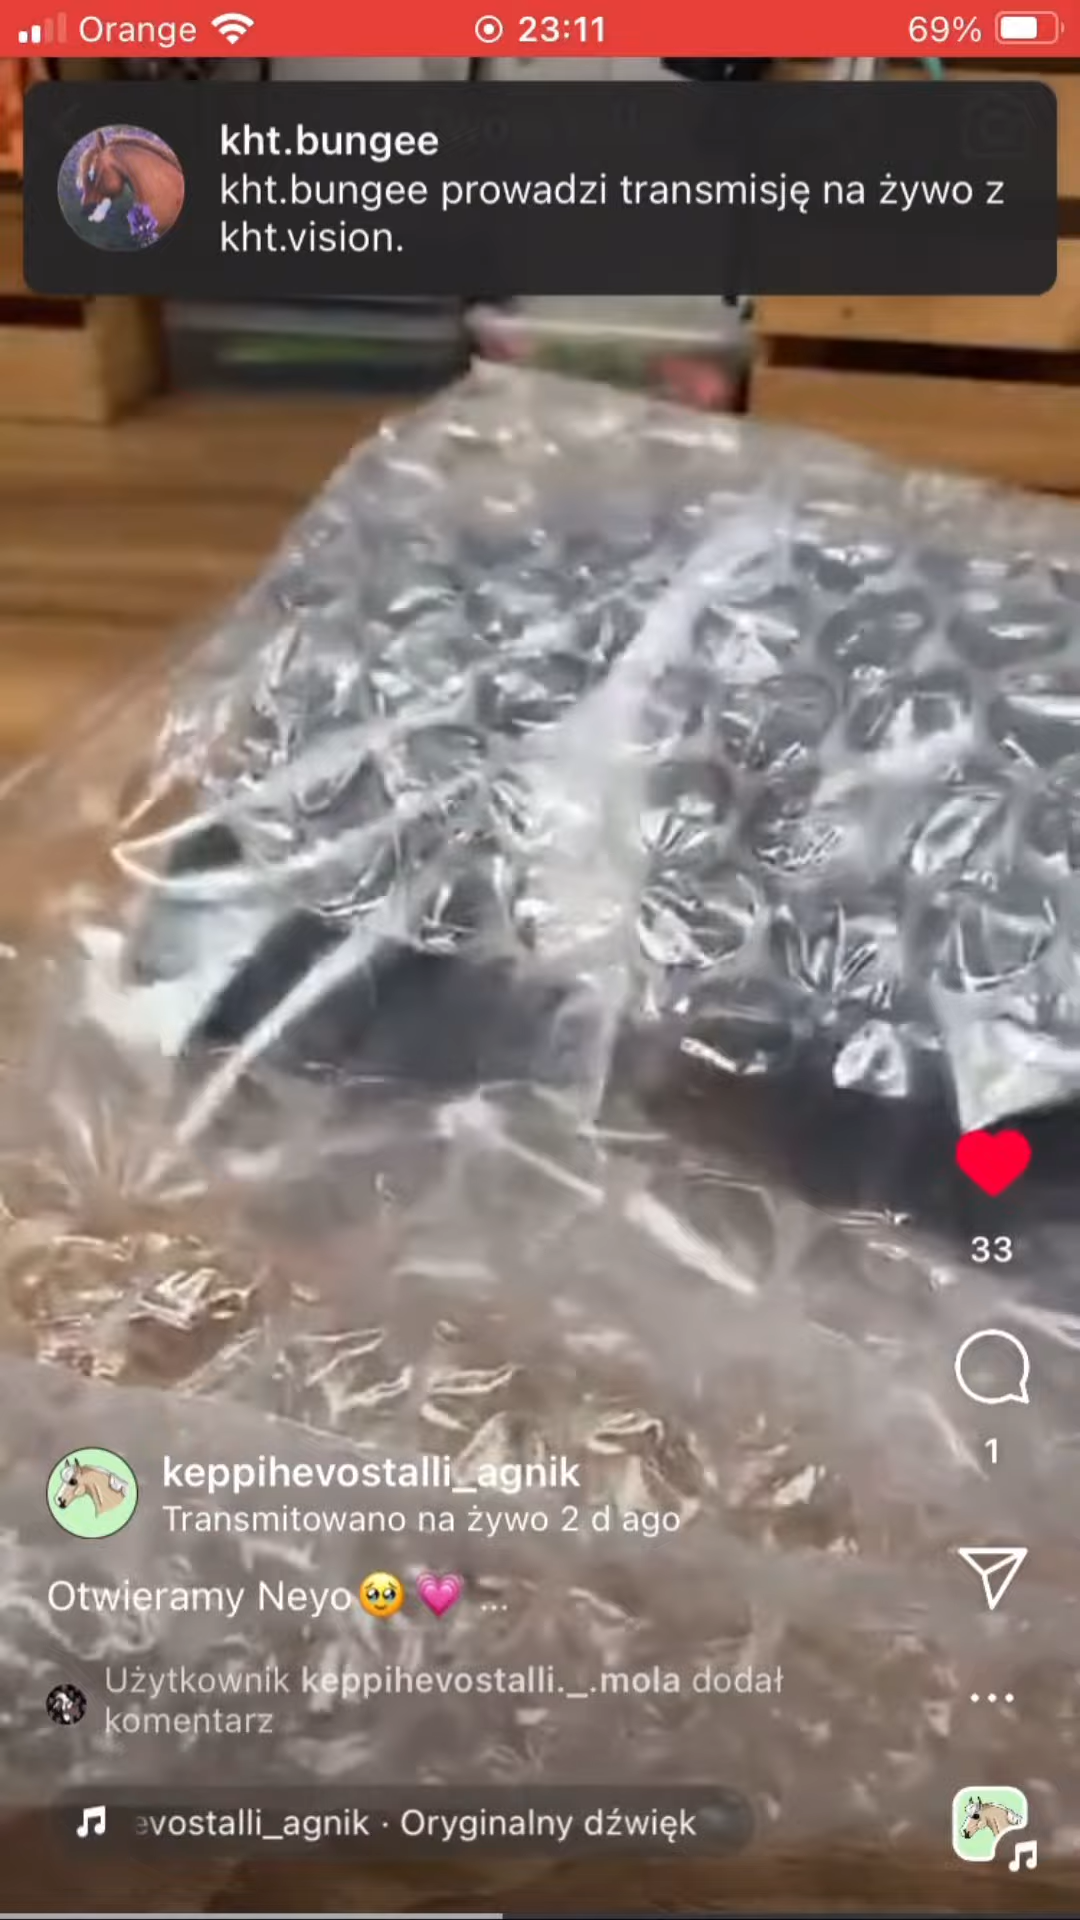 Orange
23:11
69%
kht.bungee
kht.bungee prowadzi transmisję na żywo z
kht.vision.
33
1
keppihevostalli_agnik
Transmitowano na żywo 2 d ago
Otwieramy Neyo🥹💗 ...
Użytkownik keppihevostalli._.mola dodał
komentarz
evostalli_agnik · Oryginalny dźwięk